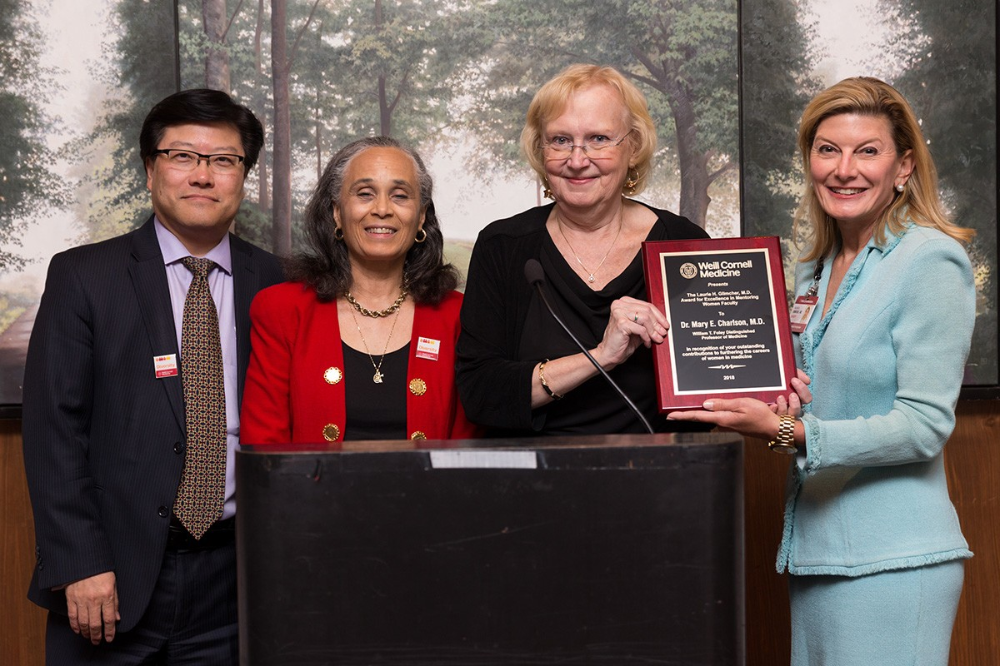 Diversity
Diversity
Weill Cornell
Medicine
Presents
The Laurie H. Glimcher, M.D.
Award for Excellence in Mentoring
Women Faculty
To
Dr. Mary E. Charlson, M.D.
William T. Foley Distinguished
Professor of Medicine
In recognition of your outstanding
contributions to furthering the careers
of women in medicine
2018